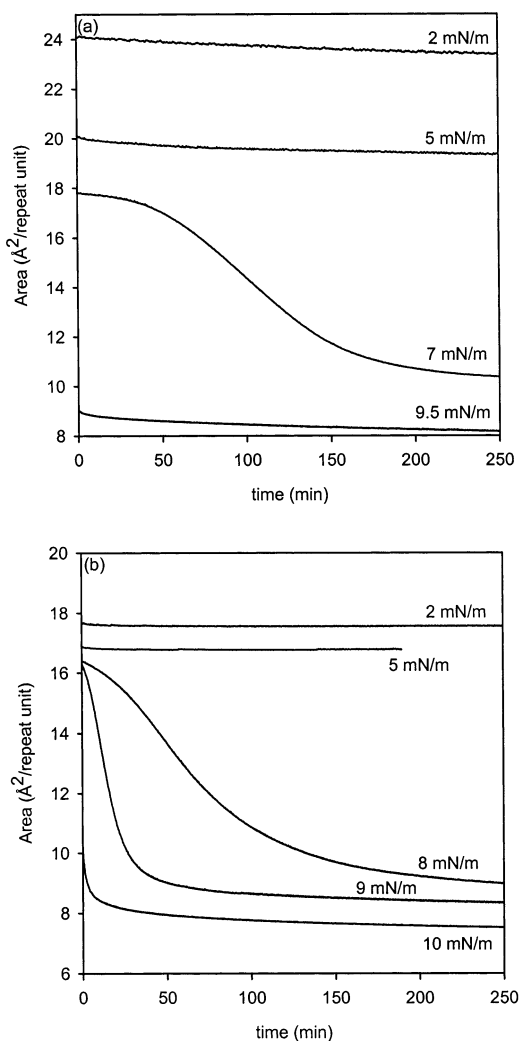 (a)
24
22
20
18
16
14
12
10
8
Area (Å2/repeat unit)
2 mN/m
5 mN/m
7 mN/m
9.5 mN/m
0 50 100 150 200 250
time (min)
(b)
20
18
16
14
12
10
8
6
Area (Å2/repeat unit)
2 mN/m
5 mN/m
8 mN/m
9 mN/m
10 mN/m
0 50 100 150 200 250
time (min)